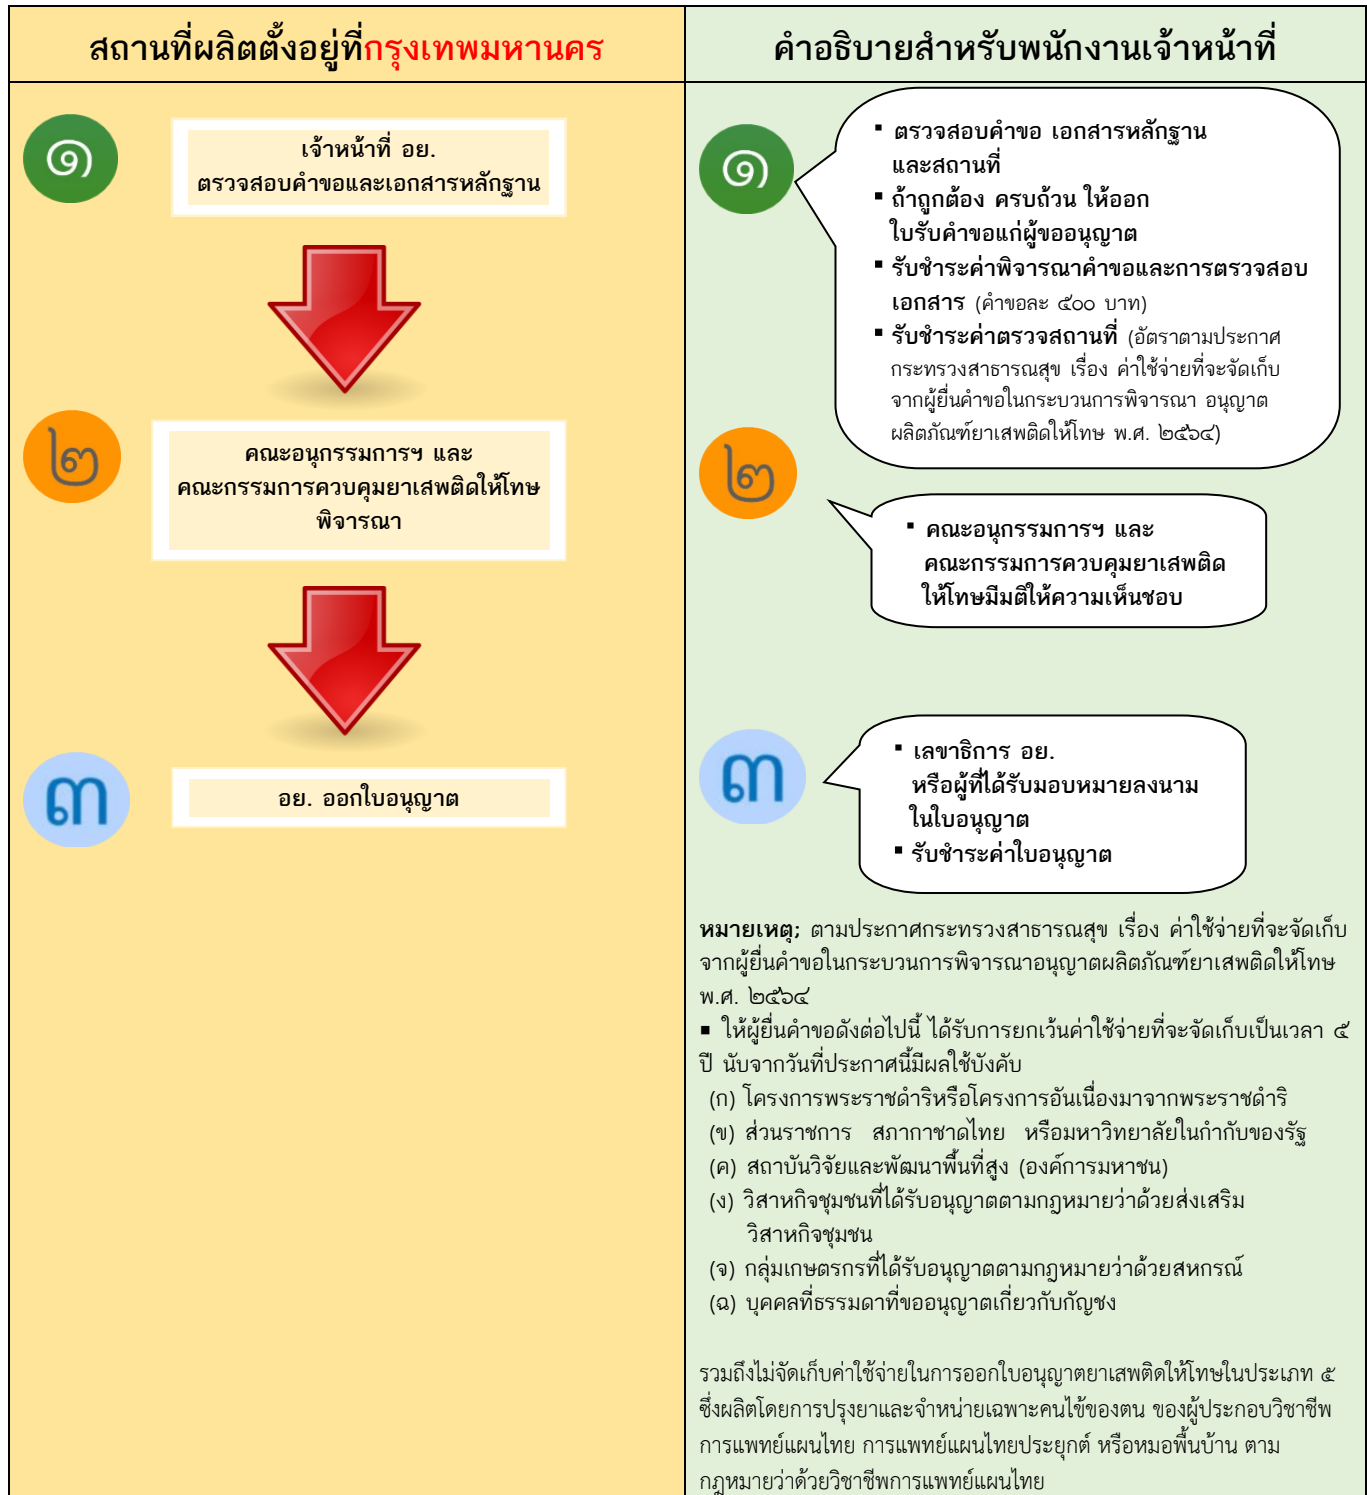 สถานที่ผลิตตั้งอยู่ที่กรุงเทพมหานคร
๑
เจ้าหน้าที่ อย.
ตรวจสอบคำขอและเอกสารหลักฐาน
๒
คณะอนุกรรมการฯ และ
คณะกรรมการควบคุมยาเสพติดให้โทษ
พิจารณา
๓
อย. ออกใบอนุญาต
คำอธิบายสำหรับพนักงานเจ้าหน้าที่
๑
▪ ตรวจสอบคำขอ เอกสารหลักฐาน
และสถานที่
▪ ถ้าถูกต้อง ครบถ้วน ให้ออก
ใบรับคำขอแก่ผู้ขออนุญาต
▪ รับชำระค่าพิจารณาคำขอและการตรวจสอบ
เอกสาร (คำขอละ ๕๐๐ บาท)
▪ รับชำระค่าตรวจสถานที่ (อัตราตามประกาศ
กระทรวงสาธารณสุข เรื่อง ค่าใช้จ่ายที่จะจัดเก็บ
จากผู้ยื่นคำขอในกระบวนการพิจารณา อนุญาต
ผลิตภัณฑ์ยาเสพติดให้โทษ พ.ศ. ๒๕๖๔)
๒
▪ คณะอนุกรรมการฯ และ
คณะกรรมการควบคุมยาเสพติด
ให้โทษมีมติให้ความเห็นชอบ
๓
▪ เลขาธิการ อย.
หรือผู้ที่ได้รับมอบหมายลงนาม
ในใบอนุญาต
▪ รับชำระค่าใบอนุญาต
หมายเหตุ; ตามประกาศกระทรวงสาธารณสุข เรื่อง ค่าใช้จ่ายที่จะจัดเก็บ
จากผู้ยื่นคำขอในกระบวนการพิจารณาอนุญาตผลิตภัณฑ์ยาเสพติดให้โทษ
พ.ศ. ๒๕๖๔
▪ ให้ผู้ยื่นคำขอดังต่อไปนี้ ได้รับการยกเว้นค่าใช้จ่ายที่จะจัดเก็บเป็นเวลา ๕
ปี นับจากวันที่ประกาศนี้มีผลใช้บังคับ
(ก) โครงการพระราชดำริหรือโครงการอันเนื่องมาจากพระราชดำริ
(ข) ส่วนราชการ สภากาชาดไทย หรือมหาวิทยาลัยในกำกับของรัฐ
(ค) สถาบันวิจัยและพัฒนาพื้นที่สูง (องค์การมหาชน)
(ง) วิสาหกิจชุมชนที่ได้รับอนุญาตตามกฎหมายว่าด้วยส่งเสริม
วิสาหกิจชุมชน
(จ) กลุ่มเกษตรกรที่ได้รับอนุญาตตามกฎหมายว่าด้วยสหกรณ์
(ฉ) บุคคลที่ธรรมดาที่ขออนุญาตเกี่ยวกับกัญชง
รวมถึงไม่จัดเก็บค่าใช้จ่ายในการออกใบอนุญาตยาเสพติดให้โทษในประเภท ๕
ซึ่งผลิตโดยการปรุงยาและจำหน่ายเฉพาะคนไข้ของตน ของผู้ประกอบวิชาชีพ
การแพทย์แผนไทย การแพทย์แผนไทยประยุกต์ หรือหมอพื้นบ้าน ตาม
กฎหมายว่าด้วยวิชาชีพการแพทย์แผนไทย